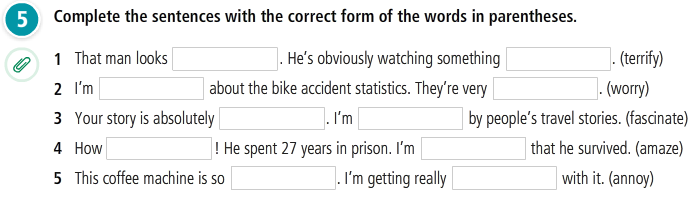 5 Complete the sentences with the correct form of the words in parentheses.
1 That man looks . He's obviously watching something . (terrify)
2 I'm about the bike accident statistics. They're very . (worry)
3 Your story is absolutely . I'm by people's travel stories. (fascinate)
4 How ! He spent 27 years in prison. I'm that he survived. (amaze)
5 This coffee machine is so . I'm getting really with it. (annoy)